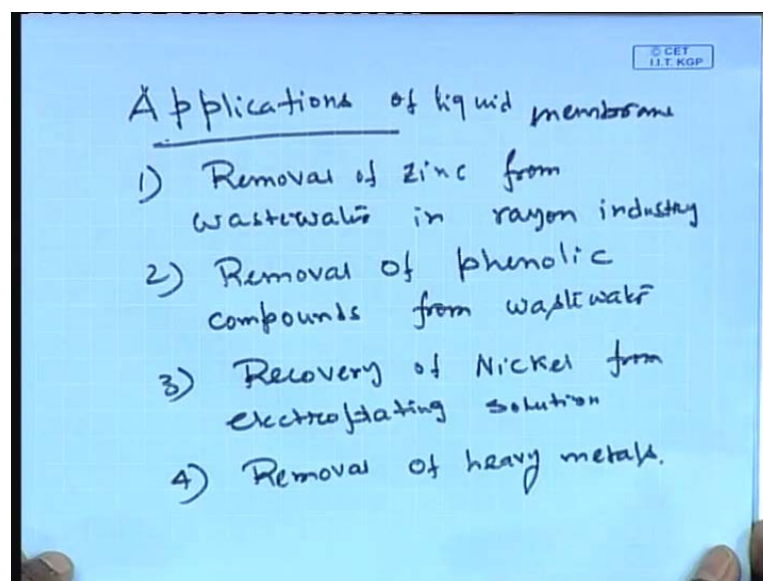 © CET
I.I.T. KGP
Applications of liquid membrane
1) Removal of zinc from
wastewater in rayon industry
2) Removal of phenolic
compounds from wastewater
3) Recovery of Nickel from
electroplating solution
4) Removal of heavy metals.